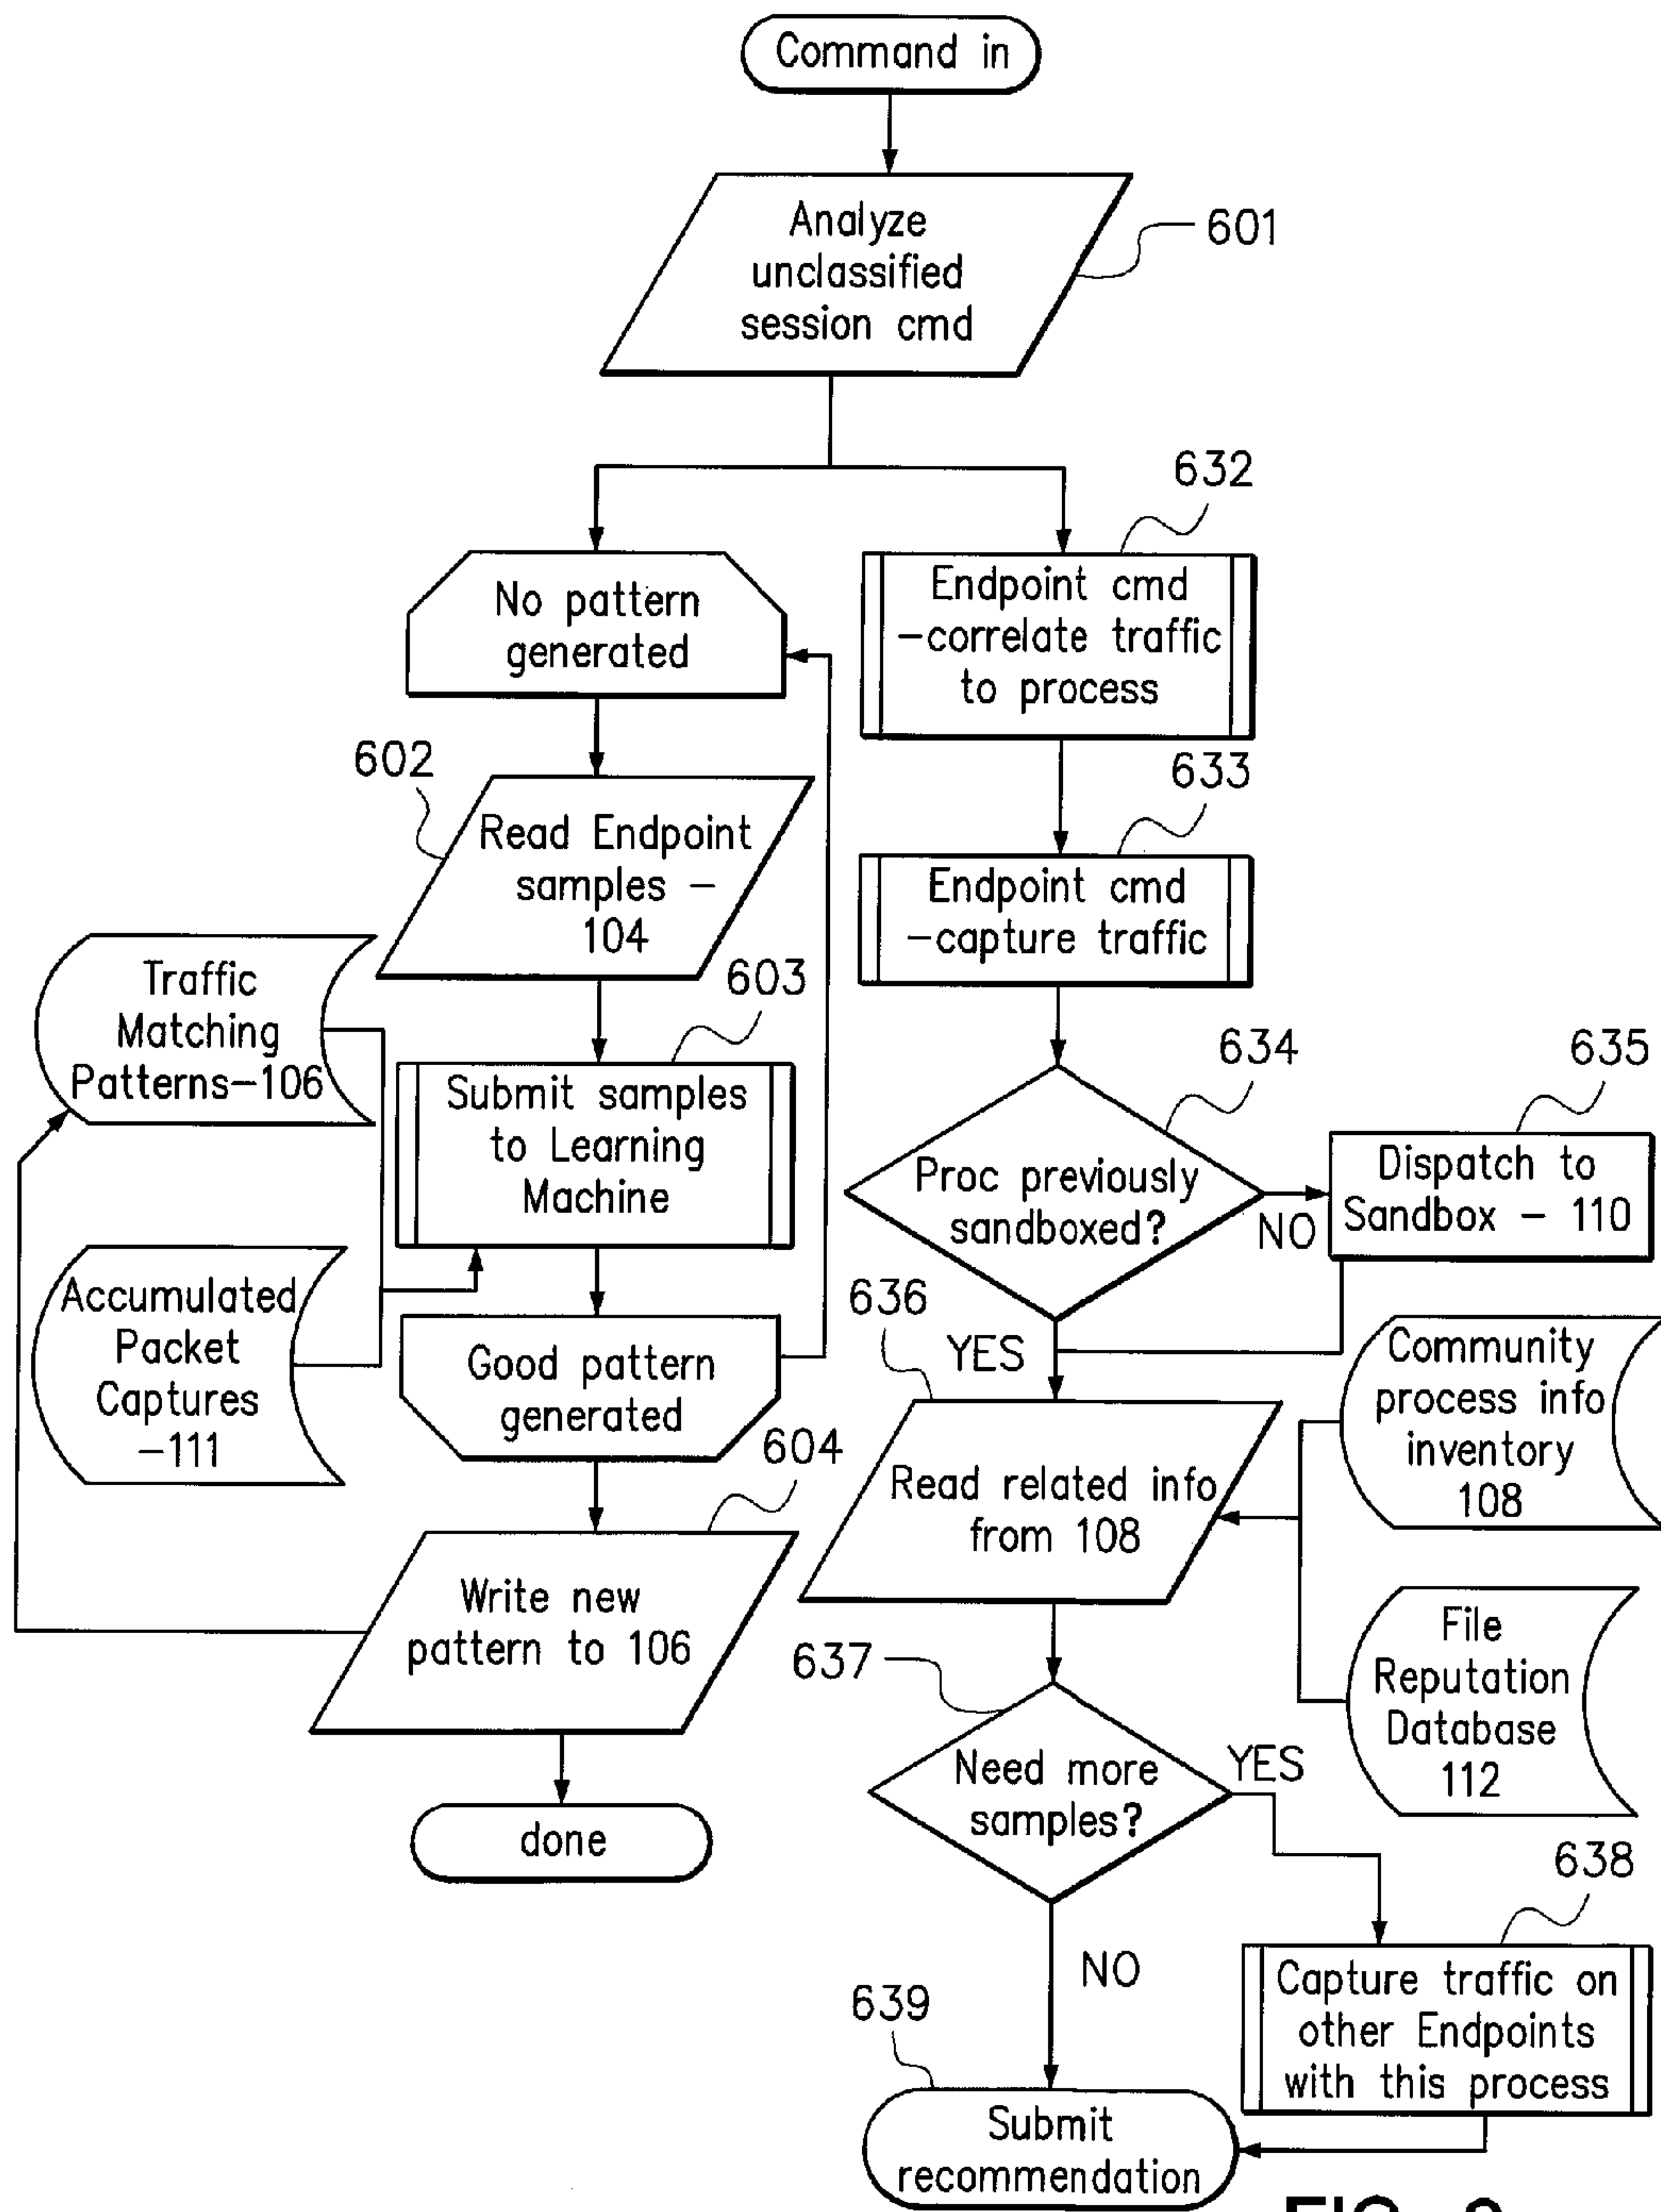 Command in
Analyze
unclassified
session cmd
601
632
No pattern
generated
Endpoint cmd
-correlate traffic
to process
602
633
Read Endpoint
samples -
104
Endpoint cmd
-capture traffic
Traffic
Matching
Patterns-106
603
634
635
Submit samples
to Learning
Machine
Proc previously
sandboxed?
NO
Dispatch to
Sandbox - 110
Accumulated
Packet
Captures
-111
636
YES
Good pattern
generated
Community
process info
inventory
108
604
Read related info
from 108
Write new
pattern to 106
637
File
Reputation
Database
112
Need more
samples?
YES
done
638
NO
Capture traffic on
other Endpoints
with this process
639
Submit
recommendation